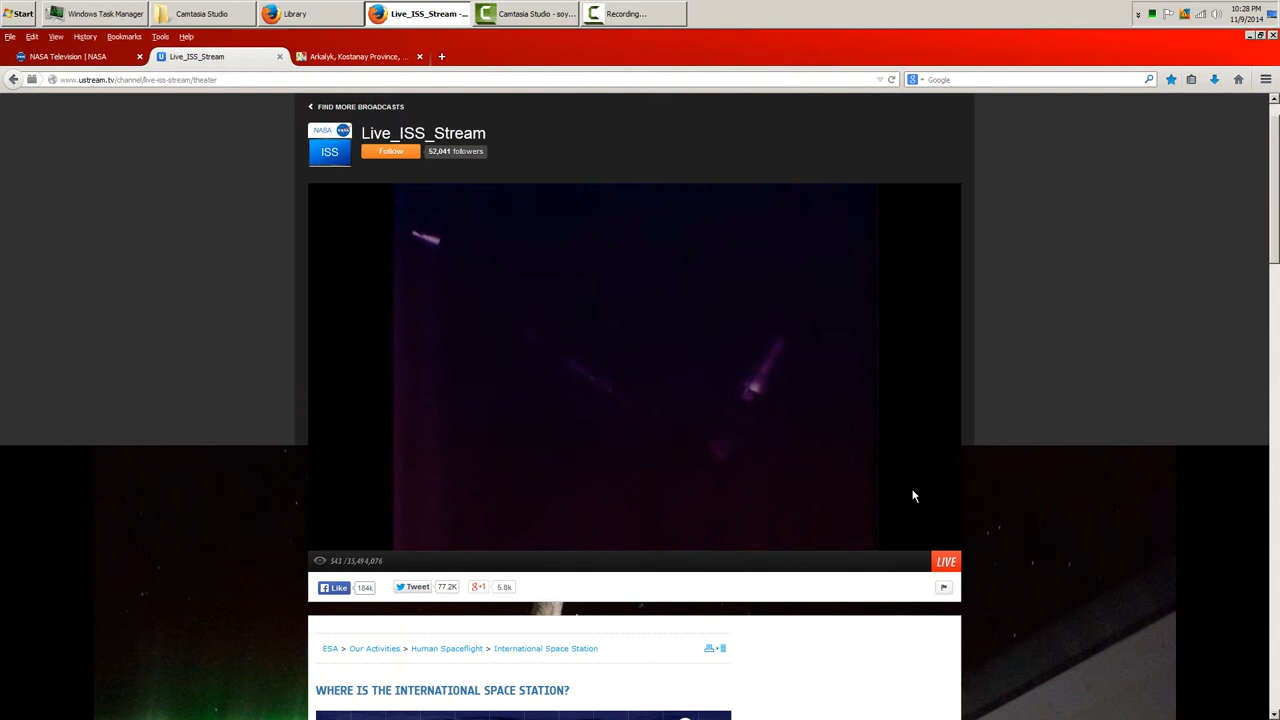 Start
Windows Task Manager
Camtasia Studio
Library
Live_ISS_Stream -...
Camtasia Studio - soy...
Recording...
10:28 PM
11/9/2014
File Edit View History Bookmarks Tools Help
NASA Television | NASA
Live_ISS_Stream
Arkalyk, Kostanay Province, ...
www.ustream.tv/channel/live-iss-stream/theater
Google
FIND MORE BROADCASTS
NASA
ISS
Live_ISS_Stream
Follow
52,041 followers
543 /35,494,076
LIVE
Like 184k
Tweet 77.2K
+1 5.8k
ESA > Our Activities > Human Spaceflight > International Space Station
WHERE IS THE INTERNATIONAL SPACE STATION?